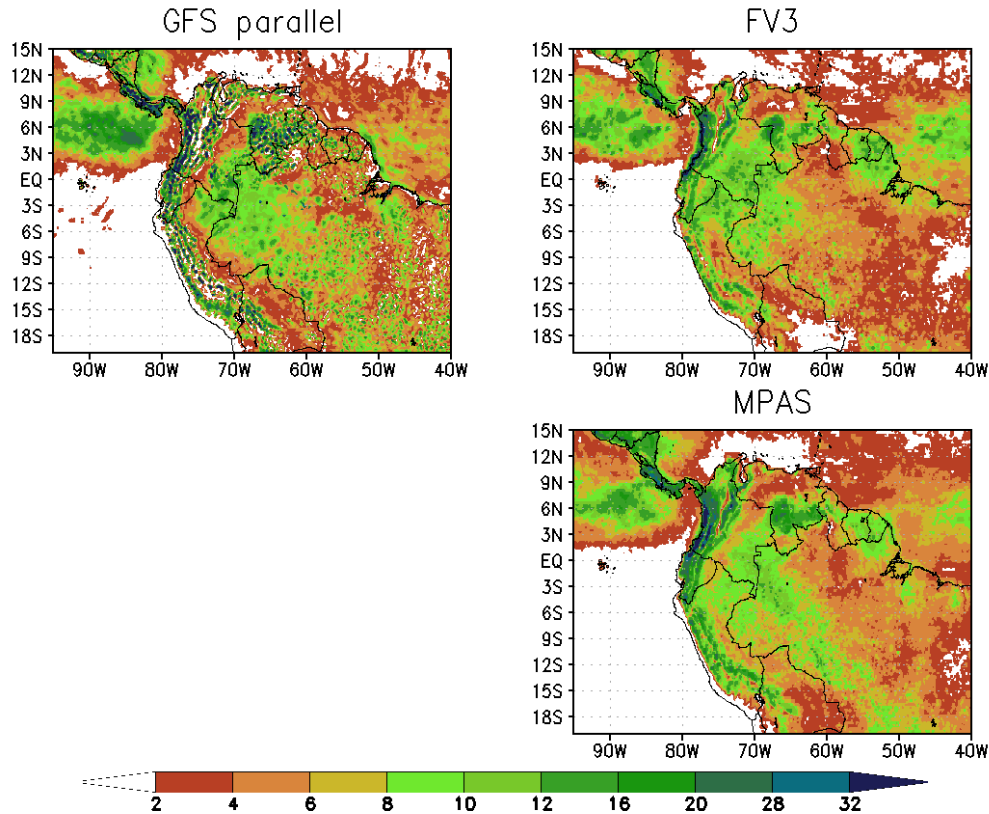 GFS parallel
15N
12N
9N
6N
3N
EQ
3S
6S
9S
12S
15S
18S
90W 80W 70W 60W 50W 40W
FV3
15N
12N
9N
6N
3N
EQ
3S
6S
9S
12S
15S
18S
90W 80W 70W 60W 50W 40W
MPAS
15N
12N
9N
6N
3N
EQ
3S
6S
9S
12S
15S
18S
90W 80W 70W 60W 50W 40W
2 4 6 8 10 12 16 20 28 32